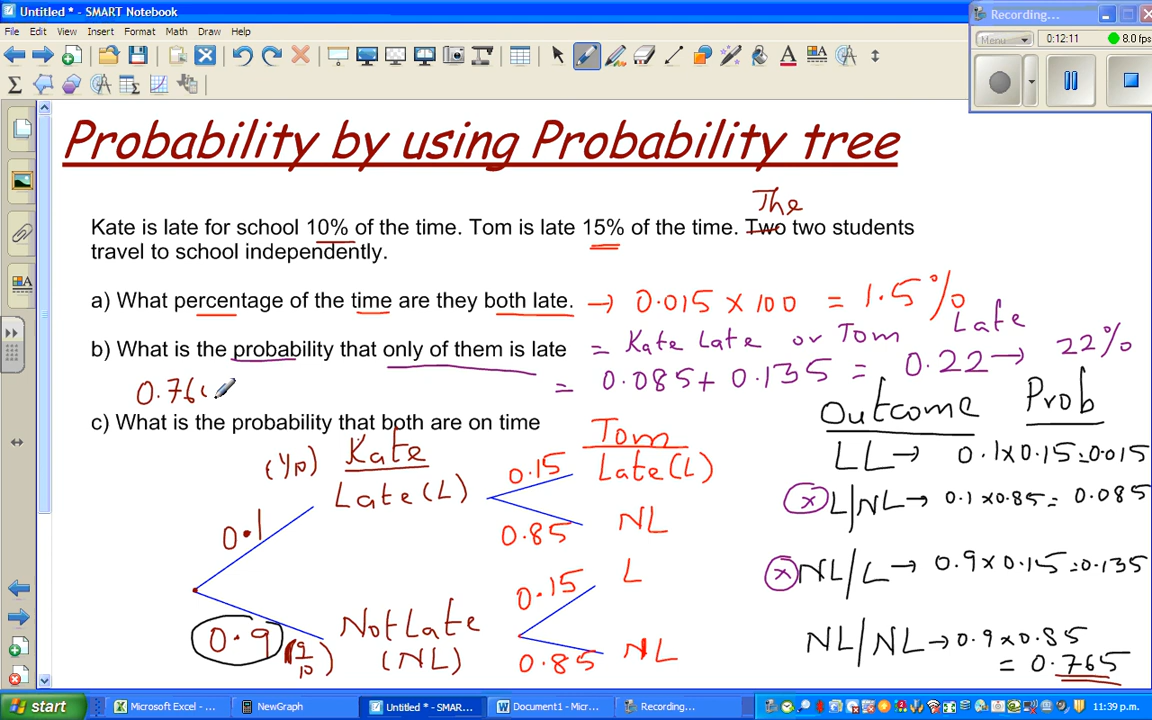 Untitled * - SMART Notebook
File Edit View Insert Format Math Draw Help
Recording...
Menu
0:12:11
8.0 fps
Probability by using Probability tree
The
Kate is late for school 10% of the time. Tom is late 15% of the time. Two two students
travel to school independently.
a) What percentage of the time are they both late. → 0.015 × 100 = 1.5%
b) What is the probability that only of them is late = Kate Late or Tom Late
= 0.085 + 0.135 = 0.22 → 22%
0.76
c) What is the probability that both are on time
Outcome Prob
LL → 0.1×0.15=0.015
x L/NL → 0.1×0.85= 0.085
x NL/L → 0.9×0.15=0.135
NL/NL → 0.9×0.85
= 0.765
Kate
Tom
(1/10)
Late(L)
0.15
Late(L)
0.1
0.85
NL
0.15
L
0.9
(9/10)
Not Late
(NL)
0.85
NL
start
Microsoft Excel - ...
NewGraph
Untitled * - SMART...
Document1 - Micr...
Recording...
11:39 p.m.